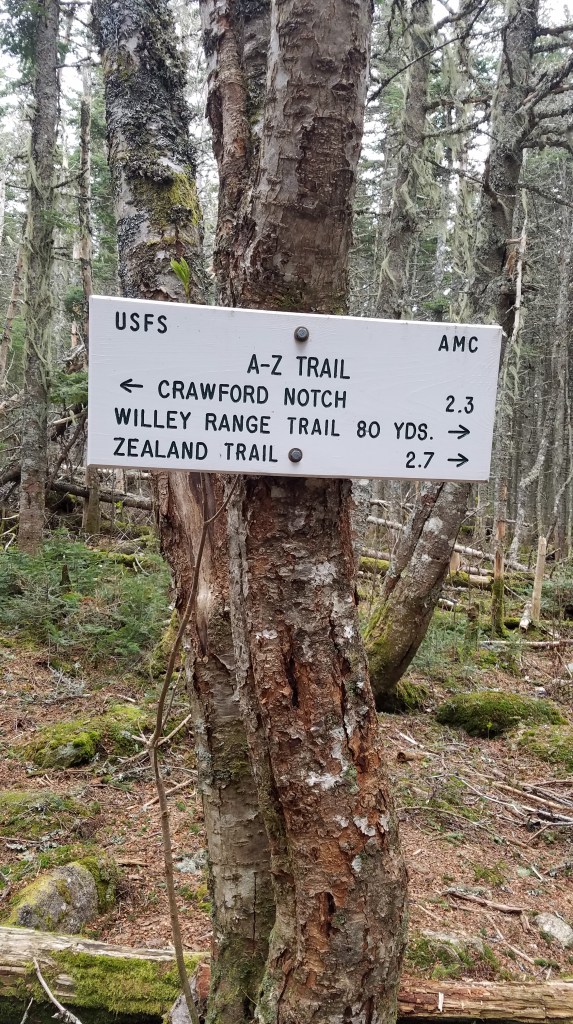 USFS AMC
A-Z TRAIL
← CRAWFORD NOTCH 2.3
WILLEY RANGE TRAIL 80 YDS. →
ZEALAND TRAIL 2.7 →